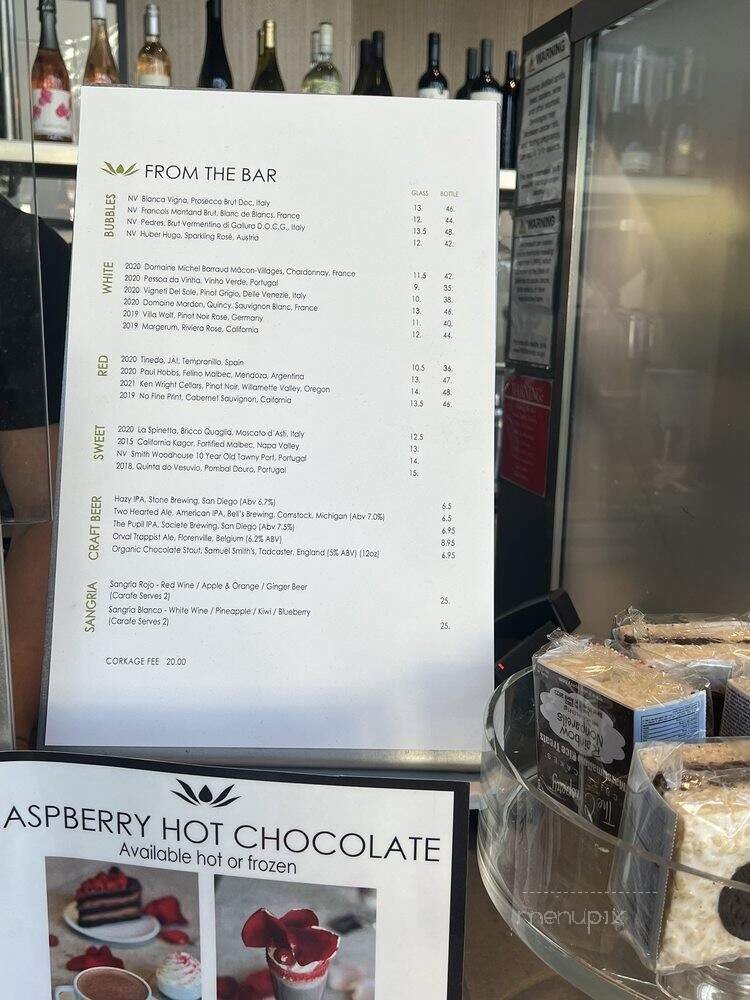 FROM THE BAR
GLASS BOTTLE
BUBBLES
NV Bianca Vigna, Prosecco Brut Doc, Italy 13. 46.
NV Francois Montand Brut, Blanc de Blancs, France 12. 44.
NV Pedres, Brut Vermentino di Gallura D.O.C.G., Italy 13.5 48.
NV Huber Hugo, Sparkling Rosé, Austria 12. 42.
WHITE
2020 Domaine Michel Barraud Mâcon-Villages, Chardonnay, France 11.5 42.
2020 Pessoa da Vinha, Vinho Verde, Portugal 9. 35.
2020 Vigneti Del Sole, Pinot Grigio, Delle Venezie, Italy 10. 38.
2020 Domaine Mardon, Quincy, Sauvignon Blanc, France 13. 46.
2019 Villa Wolf, Pinot Noir Rose, Germany 11. 40.
2019 Margerum, Riviera Rose, California 12. 44.
RED
2020 Tinedo, JA!, Tempranillo, Spain 10.5 36.
2020 Paul Hobbs, Felino Malbec, Mendoza, Argentina 13. 47.
2021 Ken Wright Cellars, Pinot Noir, Willamette Valley, Oregon 14. 48.
2019 No Fine Print, Cabernet Sauvignon, Caifornia 13.5 46.
SWEET
2020 La Spinetta, Bricco Quaglia, Moscato d'Asti, Italy 12.5
2015 California Kagor, Fortified Malbec, Napa Valley 13.
NV Smith Woodhouse 10 Year Old Tawny Port, Portugal 14.
2018, Quinta do Vesuvio, Pombal Douro, Portugal 15.
CRAFT BEER
Hazy IPA, Stone Brewing, San Diego (Abv 6.7%) 6.5
Two Hearted Ale, American IPA, Bell's Brewing, Comstock, Michigan (Abv 7.0%) 6.5
The Pupil IPA, Societe Brewing, San Diego (Abv 7.5%) 6.95
Orval Trappist Ale, Florenville, Belgium (6.2% ABV) 8.95
Organic Chocolate Stout, Samuel Smith's, Tadcaster, England (5% ABV) (12oz) 6.95
SANGRIA
Sangria Rojo - Red Wine / Apple & Orange / Ginger Beer
(Carafe Serves 2) 25.
Sangria Blanco - White Wine / Pineapple / Kiwi / Blueberry
(Carafe Serves 2) 25.
CORKAGE FEE 20.00
ASPBERRY HOT CHOCOLATE
Available hot or frozen
WARNING
WARNING
WARNING
Rainbow
Nonpareils
The Crispery
CAKES
menupix